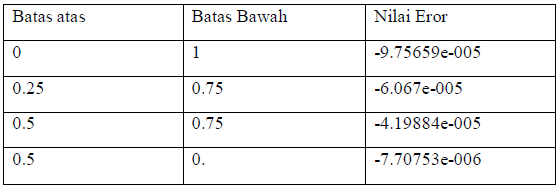 Batas atas Batas Bawah Nilai Eror
0 1 -9.75659e-005
0.25 0.75 -6.067e-005
0.5 0.75 -4.19884e-005
0.5 0. -7.70753e-006